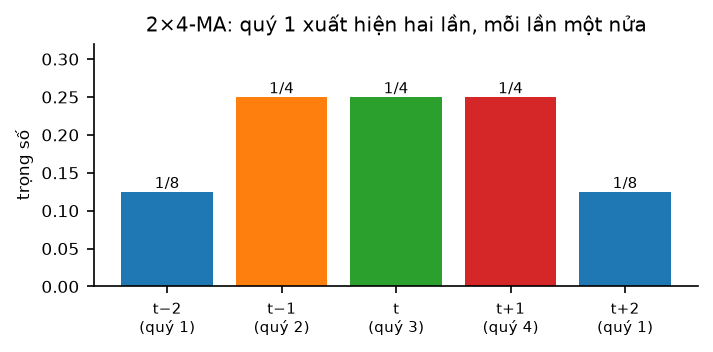 2×4-MA: quý 1 xuất hiện hai lần, mỗi lần một nửa
trọng số
0.30
0.25
0.20
0.15
0.10
0.05
0.00
1/8
1/4
1/4
1/4
1/8
t−2
(quý 1)
t−1
(quý 2)
t
(quý 3)
t+1
(quý 4)
t+2
(quý 1)